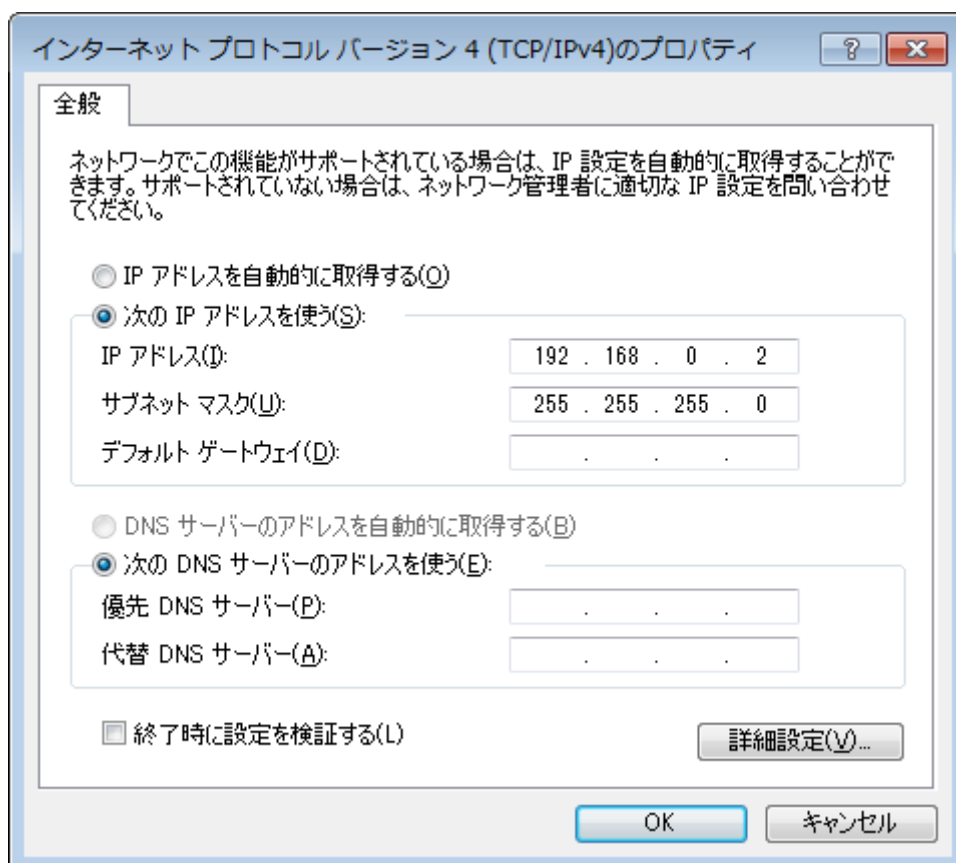 インターネット プロトコル バージョン 4 (TCP/IPv4)のプロパティ
全般
ネットワークでこの機能がサポートされている場合は、IP 設定を自動的に取得することがで
きます。サポートされていない場合は、ネットワーク管理者に適切な IP 設定を問い合わせ
てください。
IP アドレスを自動的に取得する(O)
次の IP アドレスを使う(S):
IP アドレス(I): 192 . 168 . 0 . 2
サブネット マスク(U): 255 . 255 . 255 . 0
デフォルト ゲートウェイ(D): . . .
DNS サーバーのアドレスを自動的に取得する(B)
次の DNS サーバーのアドレスを使う(E):
優先 DNS サーバー(P): . . .
代替 DNS サーバー(A): . . .
終了時に設定を検証する(L)
詳細設定(V)...
OK キャンセル